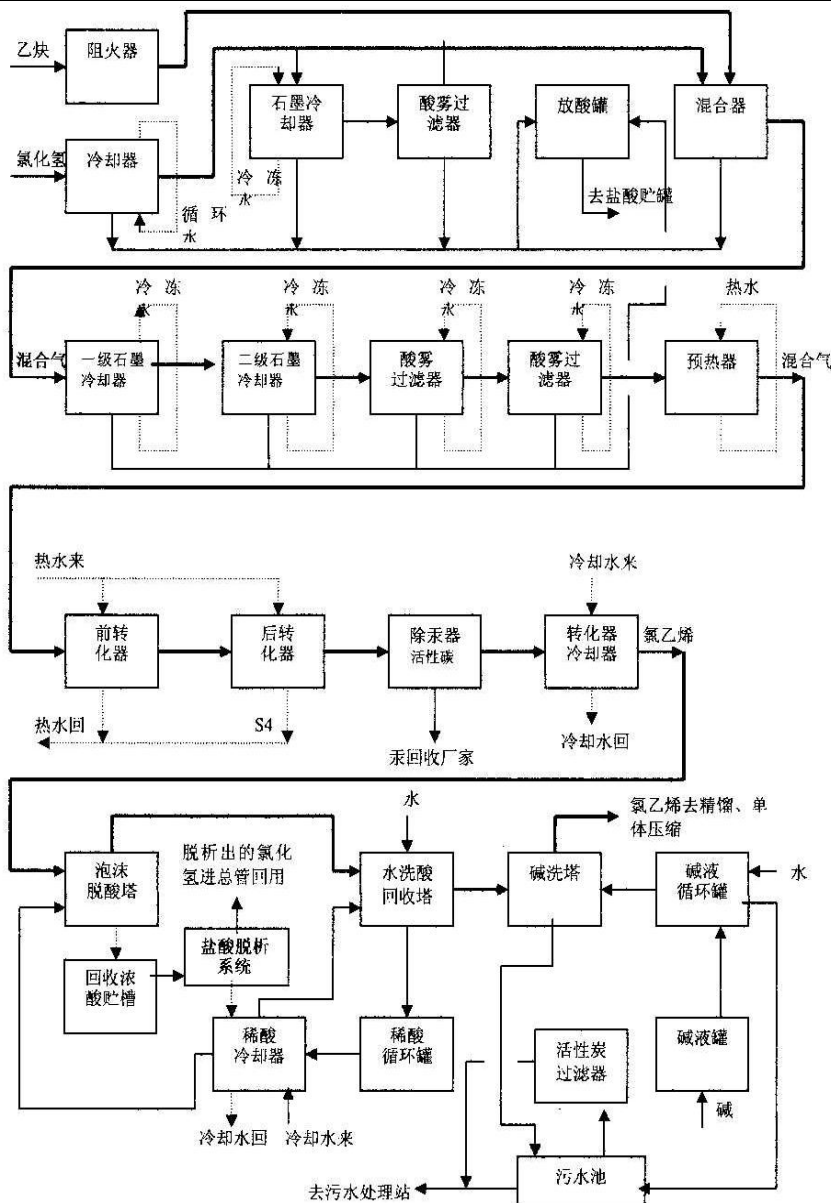 乙炔
阻火器
石墨冷
却器
酸雾过
滤器
放酸罐
混合器
氯化氢
冷却器
冷 冻
水
循 环
水
去盐酸贮罐
冷 冻
水
冷 冻
水
冷 冻
水
冷 冻
水
热水
混合气
一级石墨
冷却器
二级石墨
冷却器
酸雾
过滤器
酸雾过
滤器
预热器
混合气
热水来
冷却水来
前转
化器
后转
化器
除汞器
活性碳
转化器
冷却器
氯乙烯
热水回
S4
汞回收厂家
冷却水回
水
氯乙烯去精馏、单
体压缩
泡沫
脱酸塔
脱析出的氯化
氢进总管回用
水洗酸
回收塔
碱洗塔
碱液
循环罐
水
回收浓
酸贮槽
盐酸脱析
系统
稀酸
冷却器
稀酸
循环罐
活性炭
过滤器
碱液罐
碱
冷却水回
冷却水来
污水池
去污水处理站